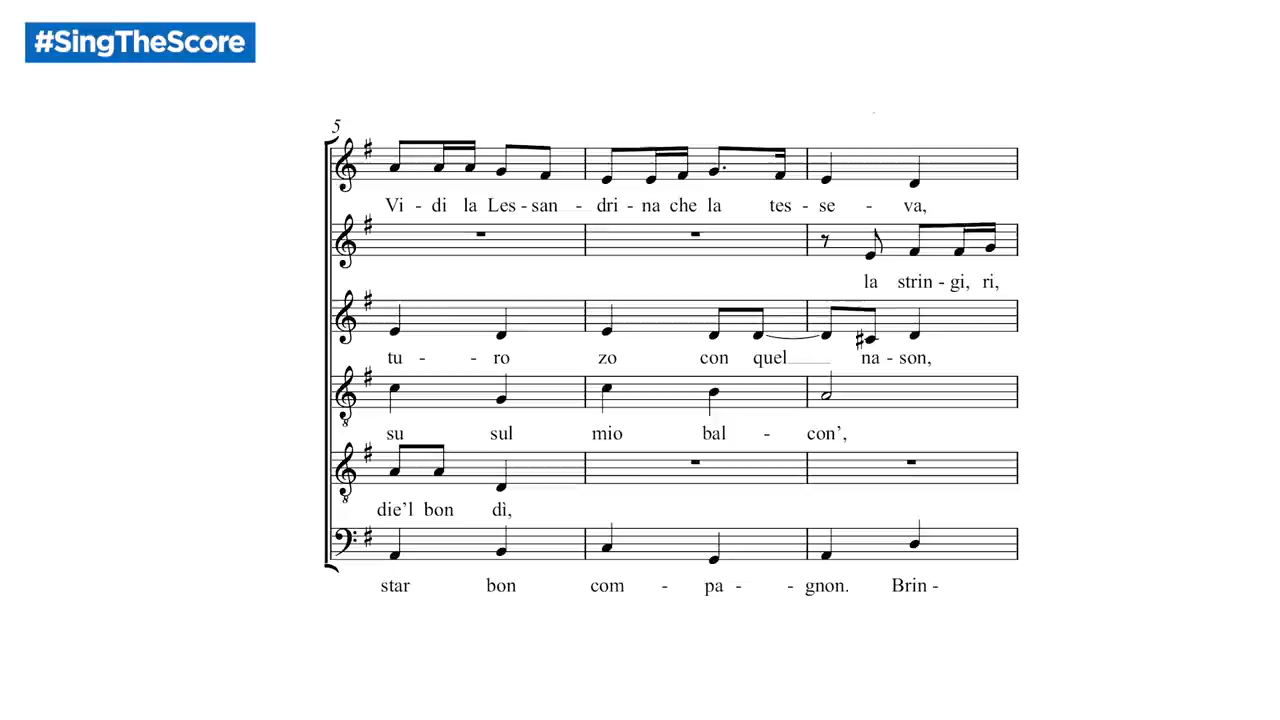 #SingTheScore
5
Vi - di la Les - san - dri - na che la tes - se - va,
la strin - gi, ri,
tu - - ro zo con quel na - son,
su sul mio bal - con’,
die’l bon dì,
star bon com - pa - - gnon. Brin -